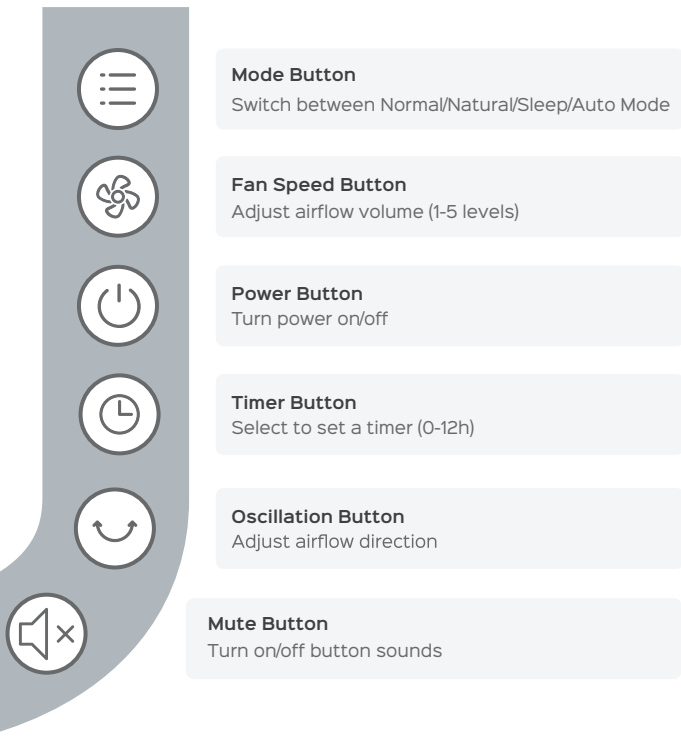 Mode Button
Switch between Normal/Natural/Sleep/Auto Mode
Fan Speed Button
Adjust airflow volume (1-5 levels)
Power Button
Turn power on/off
Timer Button
Select to set a timer (0-12h)
Oscillation Button
Adjust airflow direction
Mute Button
Turn on/off button sounds